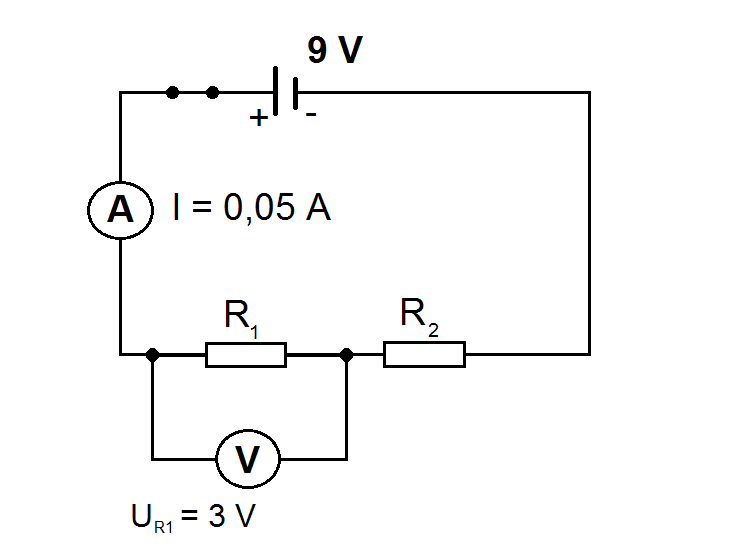 9 V
+ -
A I = 0,05 A
R1 R2
V
UR1 = 3 V